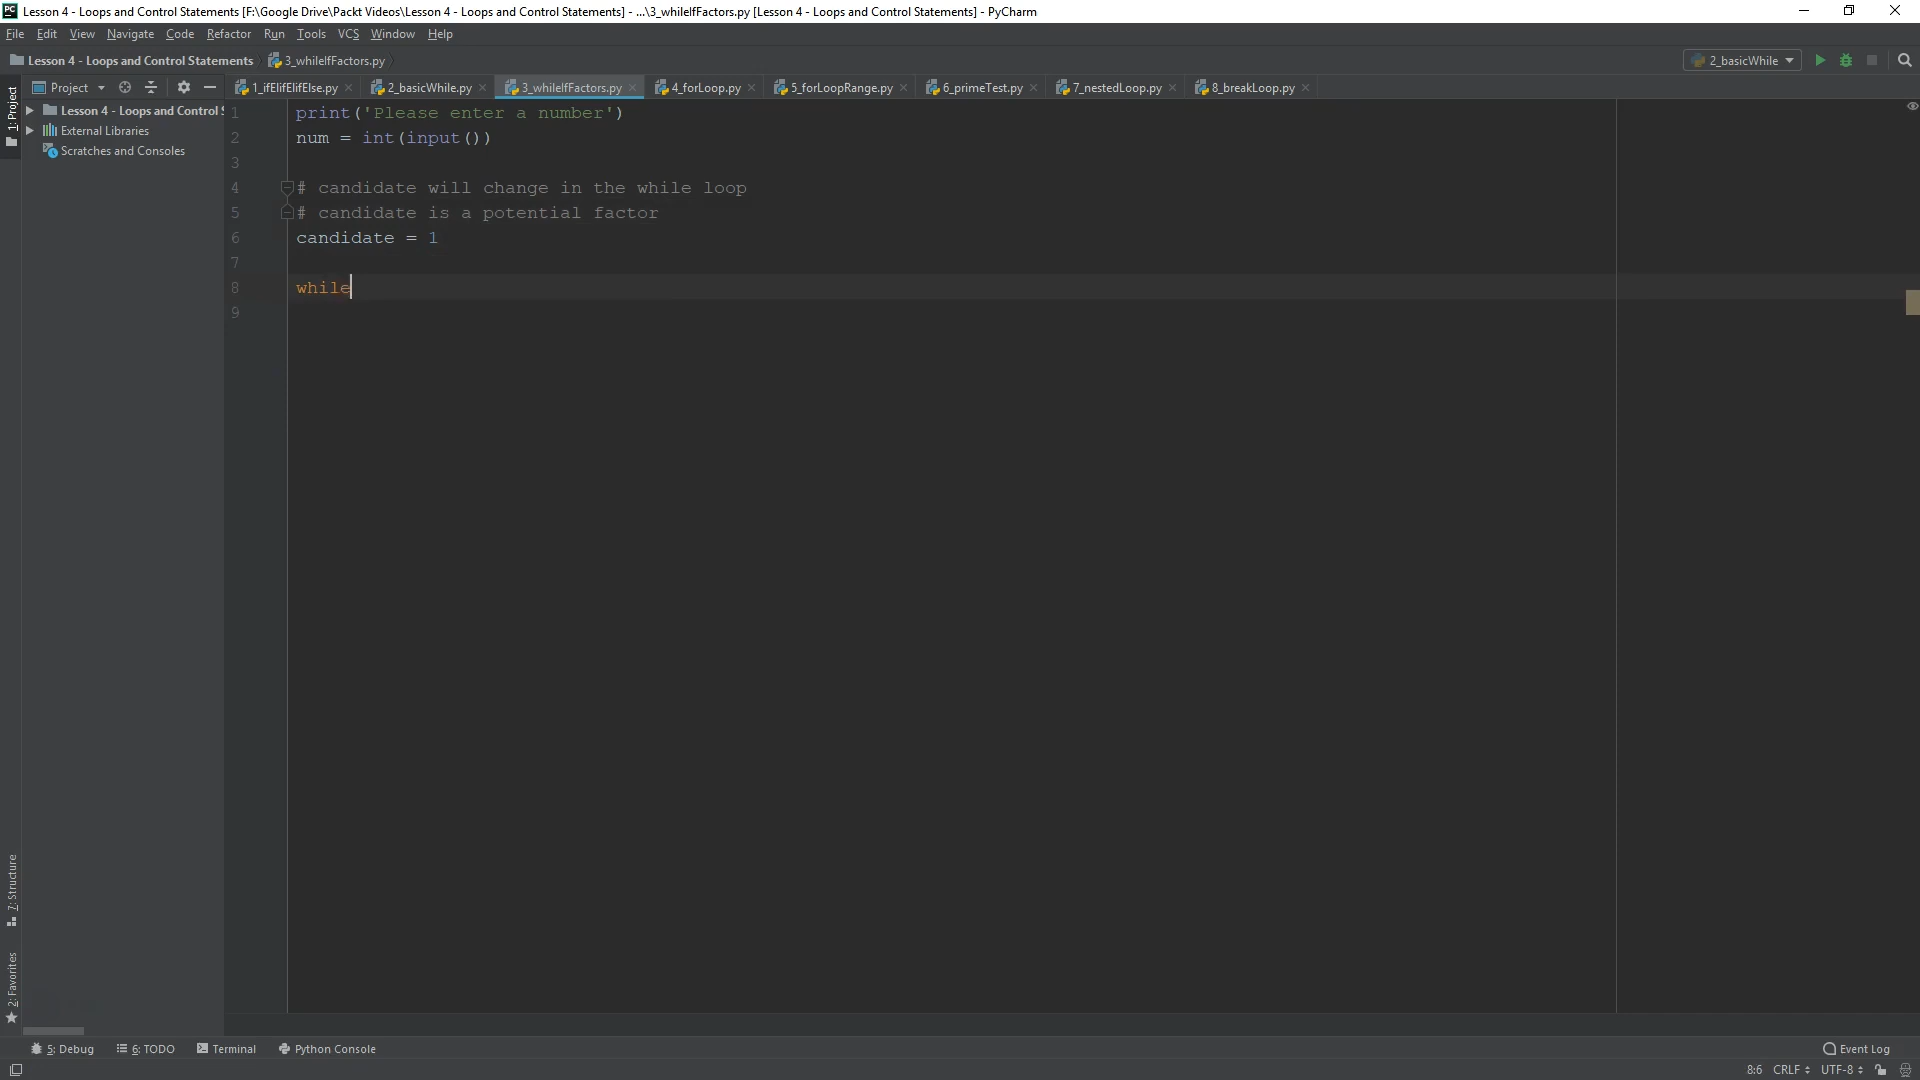 Lesson 4 - Loops and Control Statements [F:\Google Drive\Packt Videos\Lesson 4 - Loops and Control Statements] - ...\3_whileIfFactors.py [Lesson 4 - Loops and Control Statements] - PyCharm
File Edit View Navigate Code Refactor Run Tools VCS Window Help
Lesson 4 - Loops and Control Statements 3_whileIfFactors.py 2_basicWhile
Project 1_ifElifElifElse.py 2_basicWhile.py 3_whileIfFactors.py 4_forLoop.py 5_forLoopRange.py 6_primeTest.py 7_nestedLoop.py 8_breakLoop.py
1: Project
Lesson 4 - Loops and Control S
External Libraries
Scratches and Consoles
1 print('Please enter a number')
2 num = int(input())
3
4 # candidate will change in the while loop
5 # candidate is a potential factor
6 candidate = 1
7
8 while
9
7: Structure
2: Favorites
5: Debug 6: TODO Terminal Python Console Event Log
8:6 CRLF UTF-8